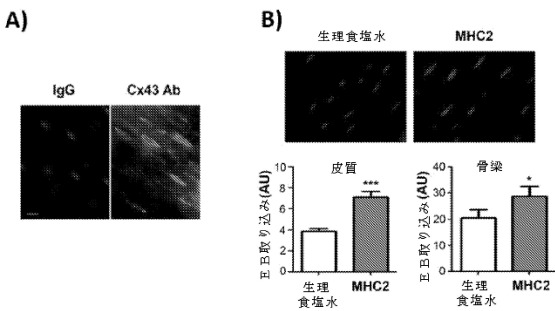 A)
IgG
Cx43 Ab
B)
生理食塩水
MHC2
皮質
EB取り込み(AU)
8
6
4
2
0
***
生理
食塩水
MHC2
骨梁
EB取り込み(AU)
40
30
20
10
0
*
生理
食塩水
MHC2